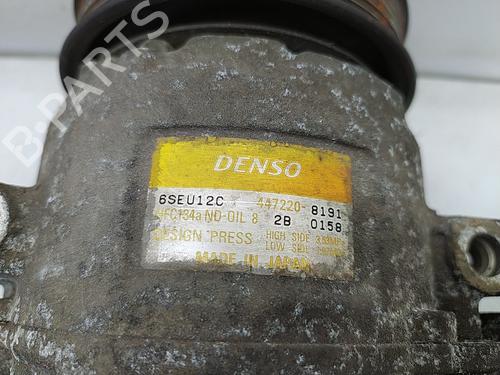 B-PARTS
DENSO
6SEU12C 447220-8191
HFC134a ND-OIL 8 2B 0158
DESIGN PRESS HIGH SIDE
LOW SIDE
MADE IN JAPAN